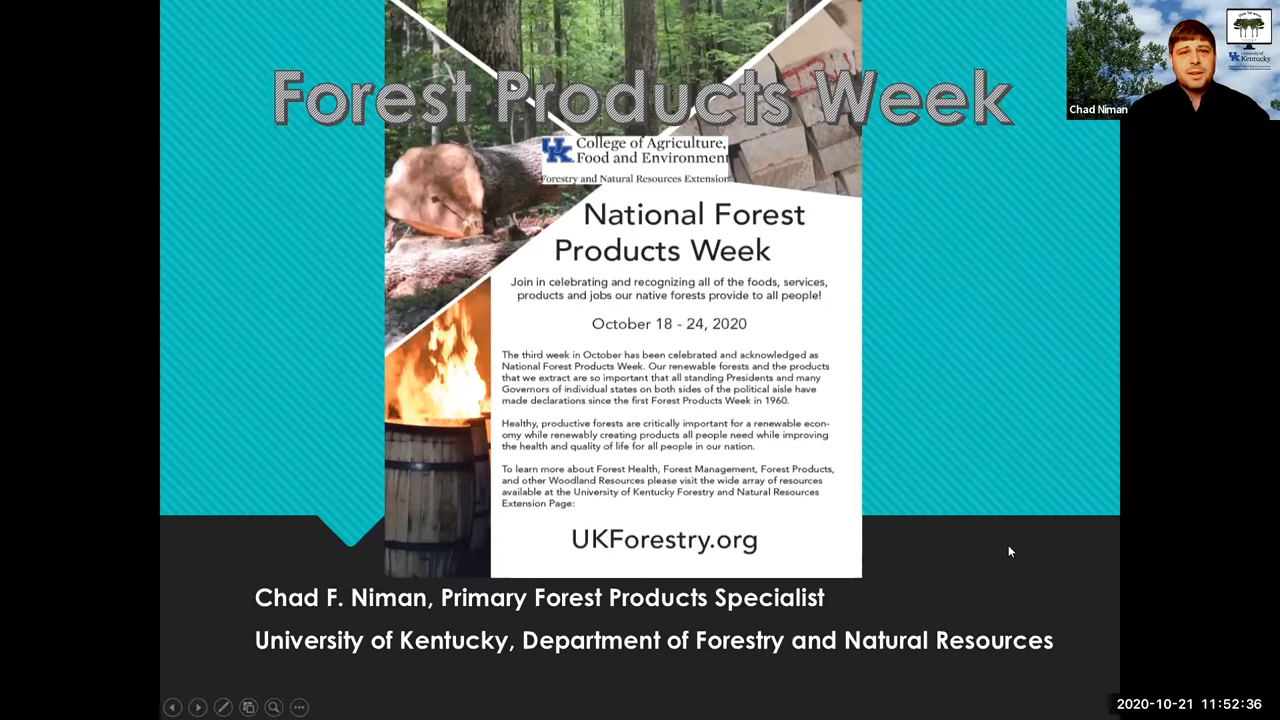 Forest Products Week
Chad Niman
University of
Kentucky
UK College of Agriculture,
Food and Environment
Forestry and Natural Resources Extension
National Forest
Products Week
Join in celebrating and recognizing all of the foods, services,
products and jobs our native forests provide to all people!
October 18 - 24, 2020
The third week in October has been celebrated and acknowledged as
National Forest Products Week. Our renewable forests and the products
that we extract are so important that all standing Presidents and many
Governors of individual states on both sides of the political aisle have
made declarations since the first Forest Products Week in 1960.
Healthy, productive forests are critically important for a renewable econ-
omy while renewably creating products all people need while improving
the health and quality of life for all people in our nation.
To learn more about Forest Health, Forest Management, Forest Products,
and other Woodland Resources please visit the wide array of resources
available at the University of Kentucky Forestry and Natural Resources
Extension Page:
UKForestry.org
Chad F. Niman, Primary Forest Products Specialist
University of Kentucky, Department of Forestry and Natural Resources
2020-10-21 11:52:36